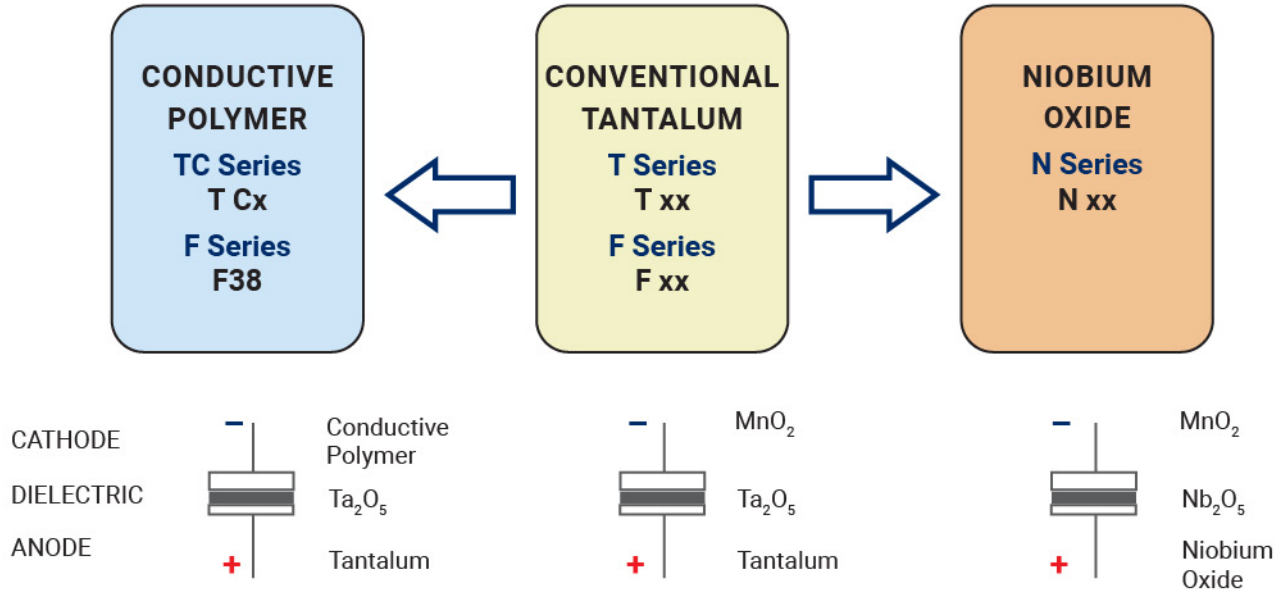 CONDUCTIVE
POLYMER
TC Series
T Cx
F Series
F38
CONVENTIONAL
TANTALUM
T Series
T xx
F Series
F xx
NIOBIUM
OXIDE
N Series
N xx
CATHODE
−
Conductive
Polymer
−
MnO₂
−
MnO₂
DIELECTRIC
Ta₂O₅
Ta₂O₅
Nb₂O₅
ANODE
+
Tantalum
+
Tantalum
+
Niobium
Oxide